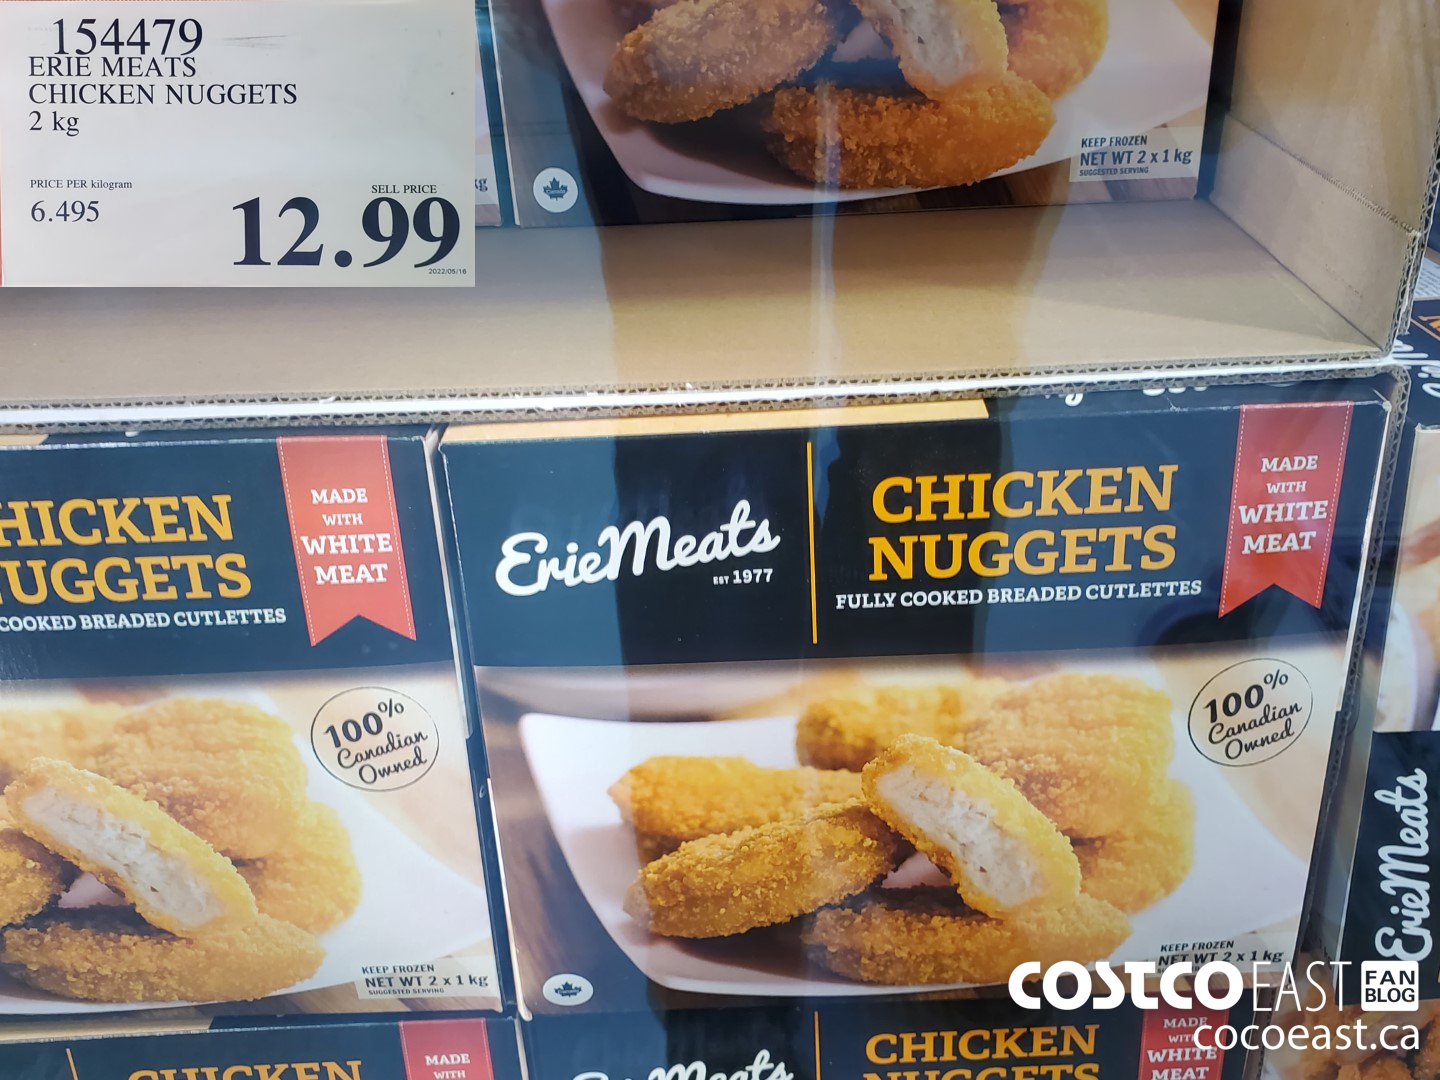 154479
ERIE MEATS
CHICKEN NUGGETS
2 kg
PRICE PER kilogram
6.495
SELL PRICE
12.99
2022/05/16
kg
Canada
KEEP FROZEN
NET WT 2 x 1 kg
SUGGESTED SERVING
HICKEN
UGGETS
COOKED BREADED CUTLETTES
MADE
WITH
WHITE
MEAT
100%
Canadian
Owned
KEEP FROZEN
NET WT 2 x 1 kg
SUGGESTED SERVING
ErieMeats
EST 1977
CHICKEN
NUGGETS
FULLY COOKED BREADED CUTLETTES
MADE
WITH
WHITE
MEAT
100%
Canadian
Owned
KEEP FROZEN
NET WT 2 x 1 kg
ErieMeats
CHICKEN
MADE
WITH
ErieMeats
CHICKEN
NUGGETS
MADE
WITH
WHITE
MEAT
COSTCO EAST FAN
BLOG
cocoeast.ca